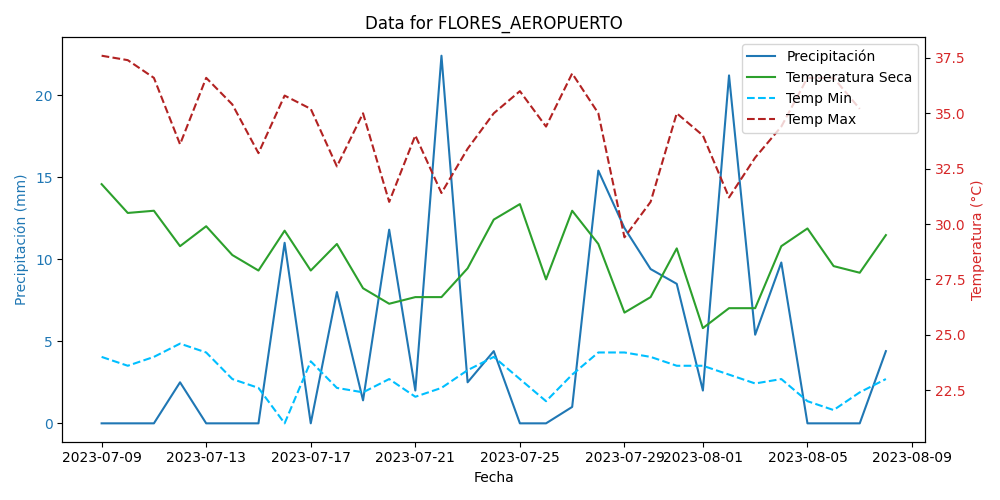 Data for FLORES_AEROPUERTO
Precipitación
Temperatura Seca
Temp Min
Temp Max
Precipitación (mm)
20
15
10
5
0
Temperatura (°C)
37.5
35.0
32.5
30.0
27.5
25.0
22.5
2023-07-09
2023-07-13
2023-07-17
2023-07-21
2023-07-25
2023-07-29
2023-08-01
2023-08-05
2023-08-09
Fecha